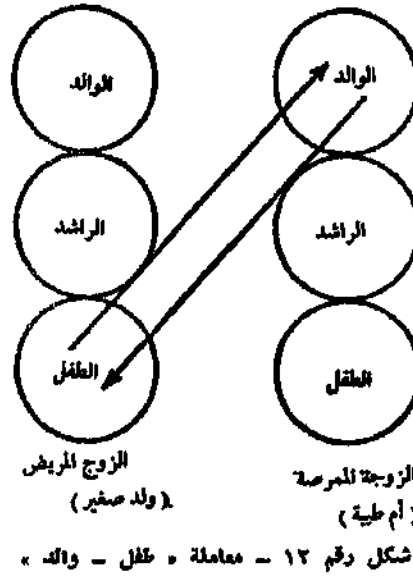 الوالد
الوالد
الراشد
الراشد
الطفل
الطفل
الزوج المريض
( ولد صغير )
الزوجة الممرضة
أم طيبة )
شكل رقم ١٢ – معاملة « طفل – والد »